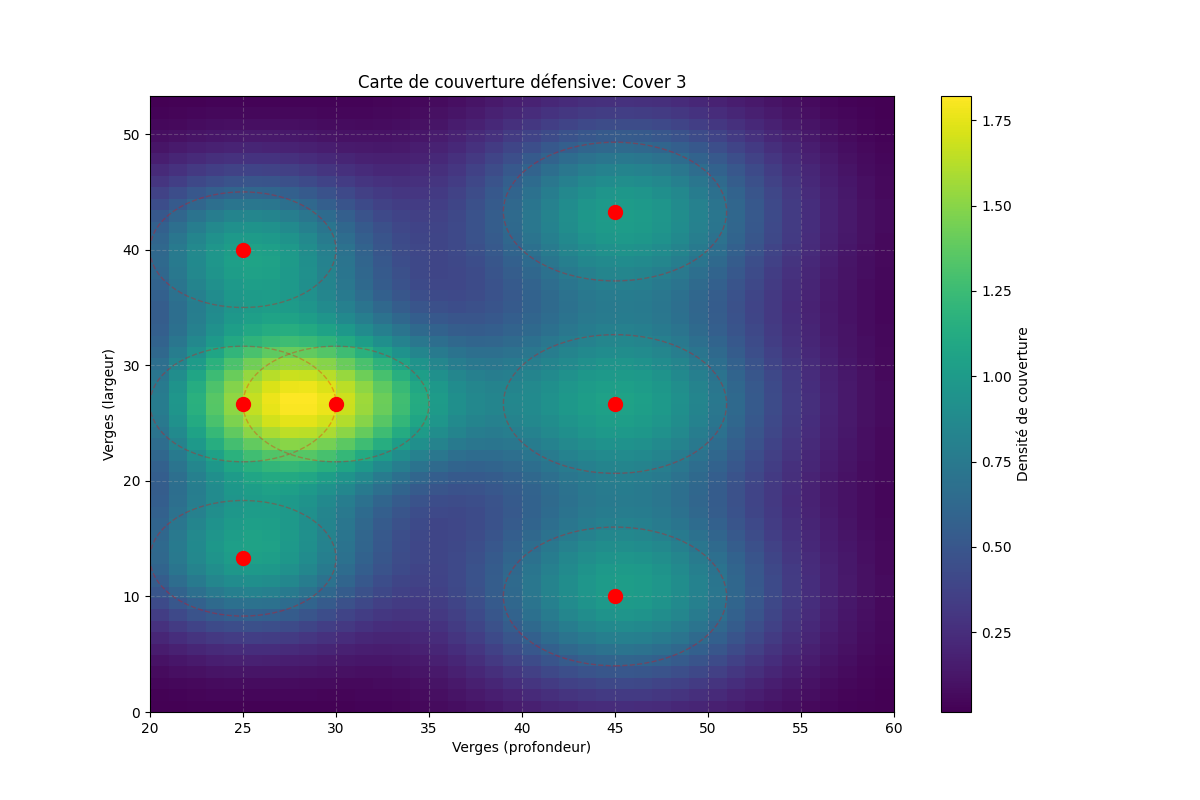 Carte de couverture défensive: Cover 3
50
40
30
20
10
0
Verges (largeur)
20 25 30 35 40 45 50 55 60
Verges (profondeur)
1.75
1.50
1.25
1.00
0.75
0.50
0.25
Densité de couverture